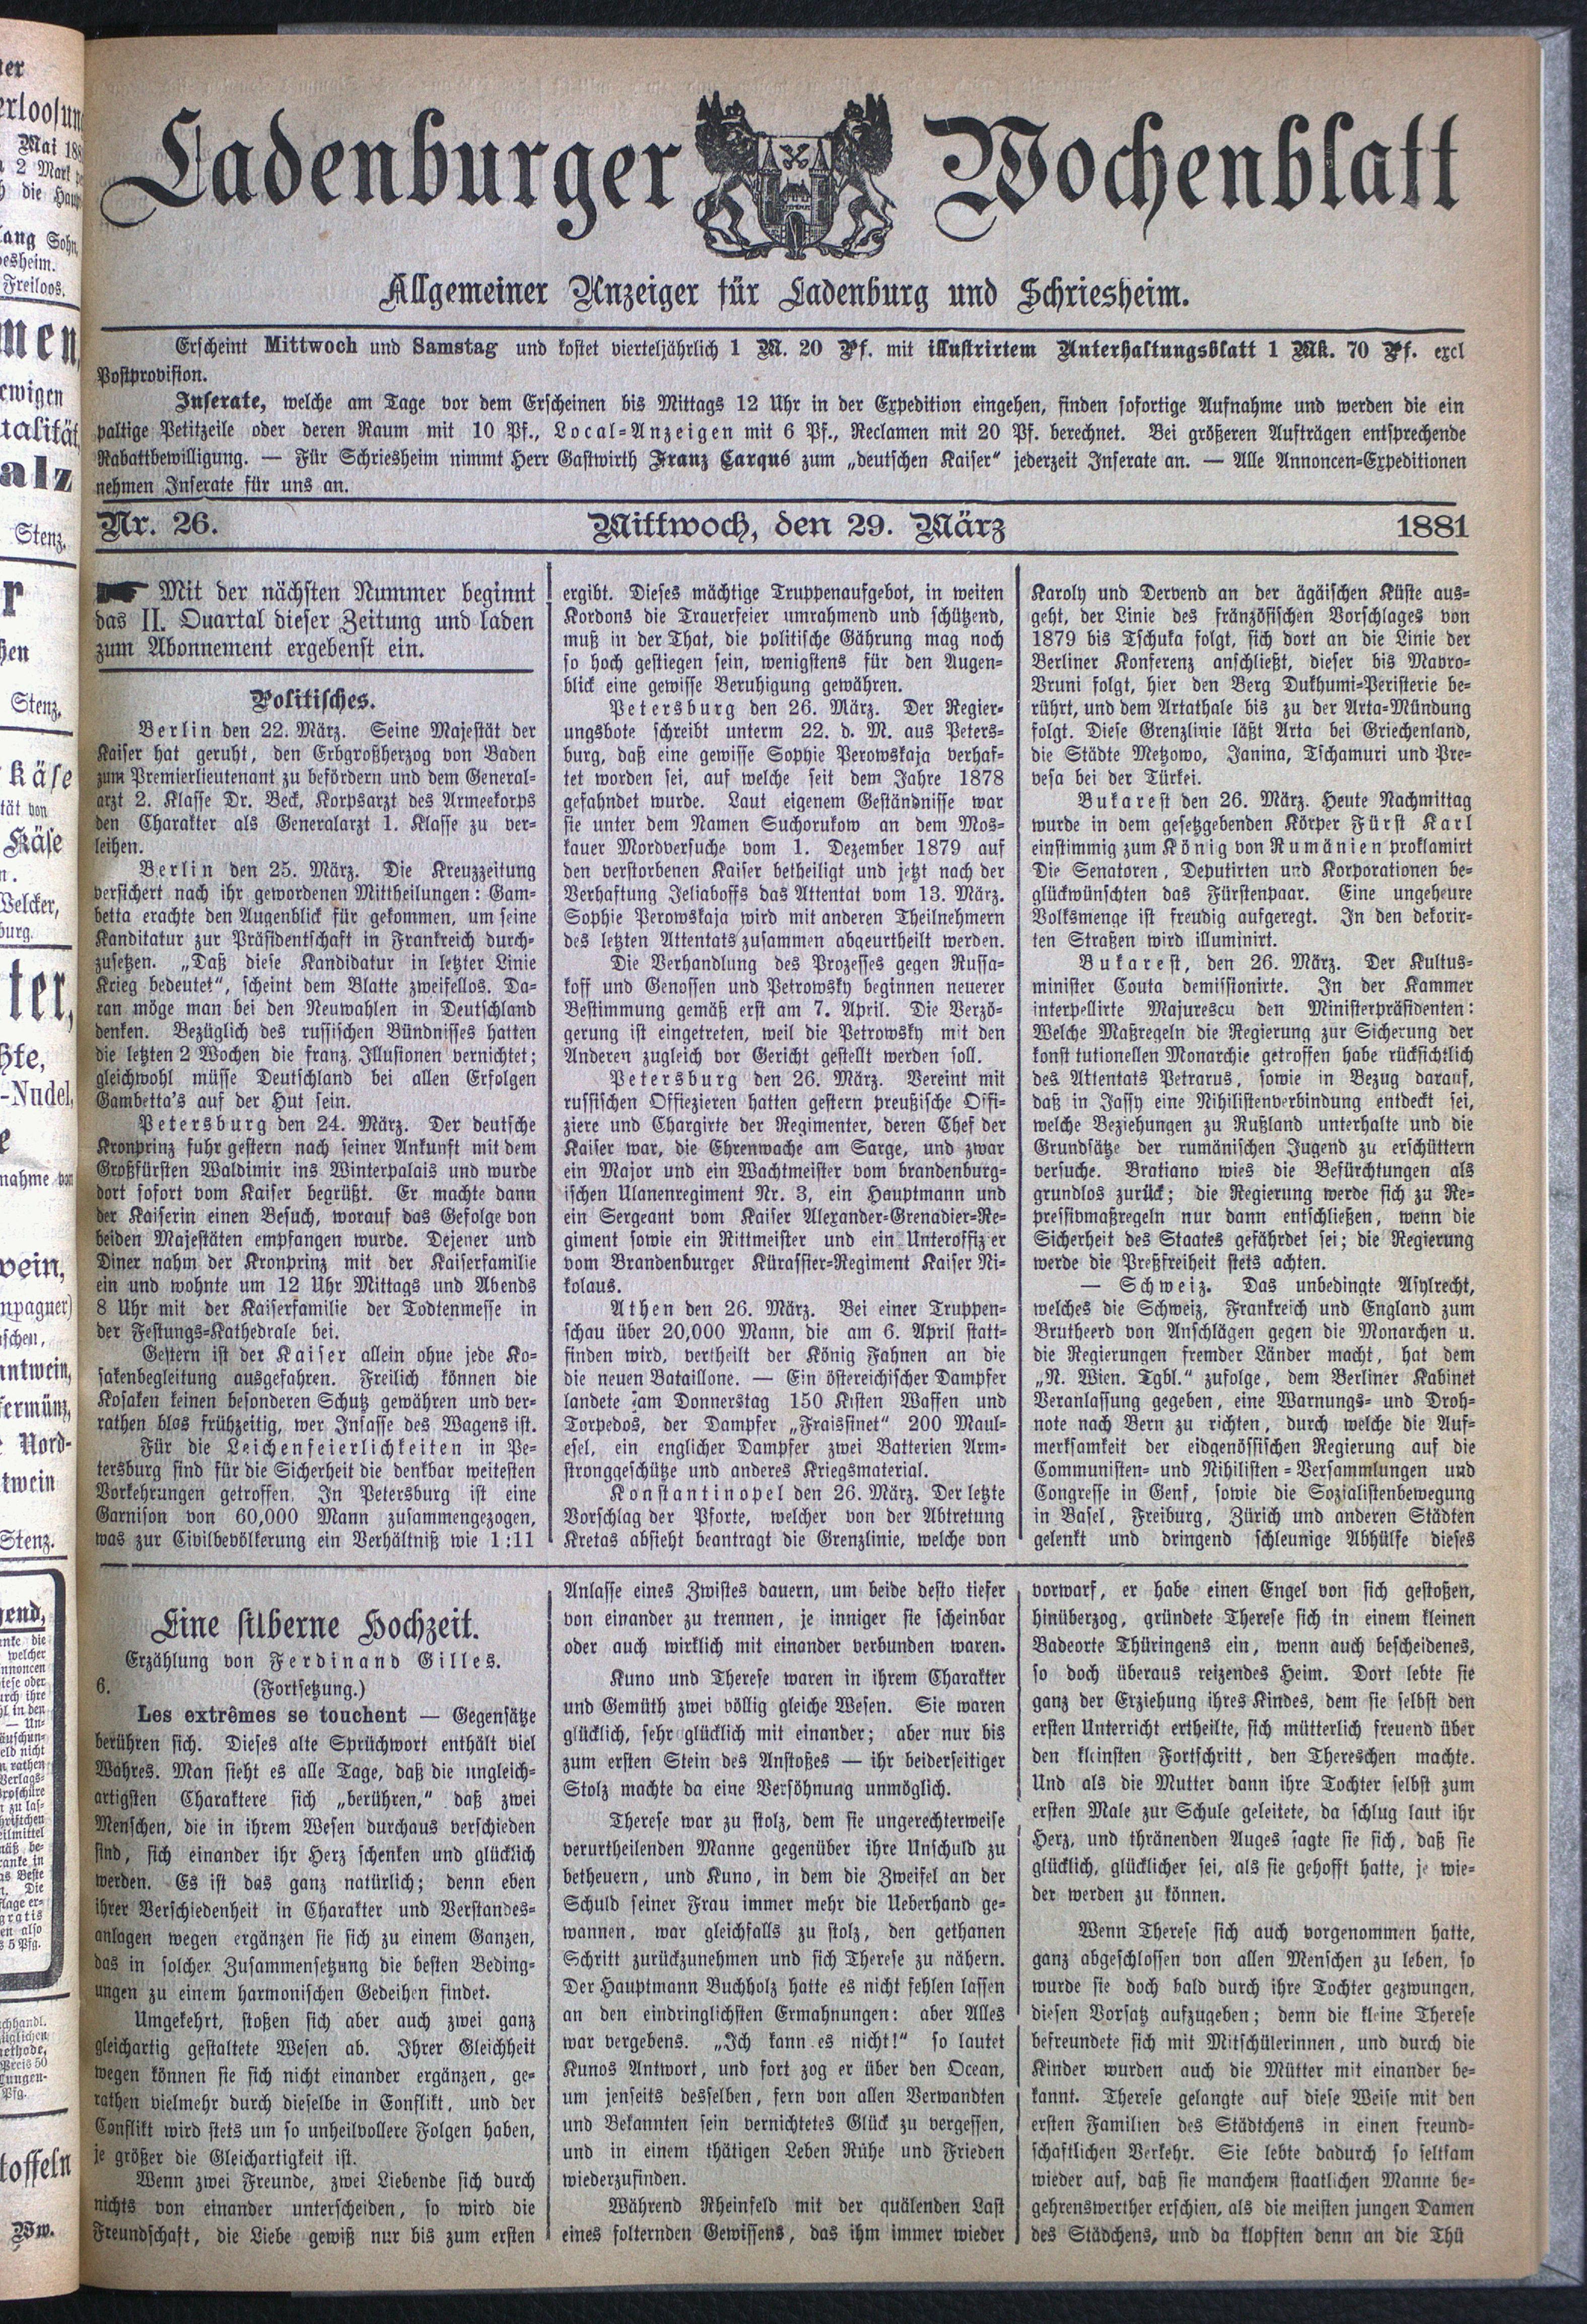 Ladenburger Wochenblatt
Allgemeiner Anzeiger für Ladenburg und Schriesheim.
Erscheint Mittwoch und Samstag und kostet vierteljährlich 1 M. 20 Pf. mit illustrirtem Unterhaltungsblatt 1 Mk. 70 Pf. excl
Postprovision.
Inserate, welche am Tage vor dem Erscheinen bis Mittags 12 Uhr in der Expedition eingehen, finden sofortige Aufnahme und werden die ein
paltige Petitzeile oder deren Raum mit 10 Pf., Local-Anzeigen mit 6 Pf., Reclamen mit 20 Pf. berechnet. Bei größeren Aufträgen entsprechende
Rabattbewilligung. — Für Schriesheim nimmt Herr Gastwirth Franz Carqué zum „deutschen Kaiser“ jederzeit Inserate an. — Alle Annoncen-Expeditionen
nehmen Inserate für uns an.
Nr. 26. Mittwoch, den 29. März 1881
Mit der nächsten Nummer beginnt
das II. Quartal dieser Zeitung und laden
zum Abonnement ergebenst ein.
Politisches.
Berlin den 22. März. Seine Majestät der
Kaiser hat geruht, den Erbgroßherzog von Baden
zum Premierlieutenant zu befördern und dem General-
arzt 2. Klasse Dr. Beck, Korpsarzt des Armeekorps
den Charakter als Generalarzt 1. Klasse zu ver-
leihen.
Berlin den 25. März. Die Kreuzzeitung
versichert nach ihr gewordenen Mittheilungen: Gam-
betta erachte den Augenblick für gekommen, um seine
Kanditatur zur Präsidentschaft in Frankreich durch-
zusetzen. „Daß diese Kandidatur in letzter Linie
Krieg bedeutet“, scheint dem Blatte zweifellos. Da-
ran möge man bei den Neuwahlen in Deutschland
denken. Bezüglich des russischen Bündnisses hatten
die letzten 2 Wochen die franz. Illusionen vernichtet;
gleichwohl müsse Deutschland bei allen Erfolgen
Gambetta's auf der Hut sein.
Petersburg den 24. März. Der deutsche
Kronprinz fuhr gestern nach seiner Ankunft mit dem
Großfürsten Waldimir ins Winterpalais und wurde
dort sofort vom Kaiser begrüßt. Er machte dann
der Kaiserin einen Besuch, worauf das Gefolge von
beiden Majestäten empfangen wurde. Dejener und
Diner nahm der Kronprinz mit der Kaiserfamilie
ein und wohnte um 12 Uhr Mittags und Abends
8 Uhr mit der Kaiserfamilie der Todtenmesse in
der Festungs-Kathedrale bei.
Gestern ist der Kaiser allein ohne jede Ko-
sakenbegleitung ausgefahren. Freilich können die
Kosaken keinen besonderen Schutz gewähren und ver-
rathen blos frühzeitig, wer Insasse des Wagens ist.
Für die Leichenfeierlichkeiten in Pe-
tersburg sind für die Sicherheit die denkbar weitesten
Vorkehrungen getroffen. In Petersburg ist eine
Garnison von 60,000 Mann zusammengezogen,
was zur Civilbevölkerung ein Verhältniß wie 1:11
ergibt. Dieses mächtige Truppenaufgebot, in weiten
Kordons die Trauerfeier umrahmend und schützend,
muß in der That, die politische Gährung mag noch
so hoch gestiegen sein, wenigstens für den Augen-
blick eine gewisse Beruhigung gewähren.
Petersburg den 26. März. Der Regier-
ungsbote schreibt unterm 22. d. M. aus Peters-
burg, daß eine gewisse Sophie Perowskaja verhaf-
tet worden sei, auf welche seit dem Jahre 1878
gefahndet wurde. Laut eigenem Geständnisse war
sie unter dem Namen Suchorukow an dem Mos-
kauer Mordversuche vom 1. Dezember 1879 auf
den verstorbenen Kaiser betheiligt und jetzt nach der
Verhaftung Jeliaboffs das Attentat vom 13. März.
Sophie Perowskaja wird mit anderen Theilnehmern
des letzten Attentats zusammen abgeurtheilt werden.
Die Verhandlung des Prozesses gegen Russa-
koff und Genossen und Petrowsky beginnen neuerer
Bestimmung gemäß erst am 7. April. Die Verzö-
gerung ist eingetreten, weil die Petrowsky mit den
Anderen zugleich vor Gericht gestellt werden soll.
Petersburg den 26. März. Vereint mit
russischen Offiezieren hatten gestern preußische Offi-
ziere und Chargirte der Regimenter, deren Chef der
Kaiser war, die Ehrenwache am Sarge, und zwar
ein Major und ein Wachtmeister vom brandenburg-
ischen Ulanenregiment Nr. 3, ein Hauptmann und
ein Sergeant vom Kaiser Alexander-Grenadier-Re-
giment sowie ein Rittmeister und ein Unteroffizier
vom Brandenburger Kürassier-Regiment Kaiser Ni-
kolaus.
Athen den 26. März. Bei einer Truppen-
schau über 20,000 Mann, die am 6. April statt-
finden wird, vertheilt der König Fahnen an die
die neuen Bataillone. — Ein östereichischer Dampfer
landete am Donnerstag 150 Kisten Waffen und
Torpedos, der Dampfer „Fraissinet“ 200 Maul-
esel, ein englicher Dampfer zwei Batterien Arm-
stronggeschütze und anderes Kriegsmaterial.
Konstantinopel den 26. März. Der letzte
Vorschlag der Pforte, welcher von der Abtretung
Kretas absieht beantragt die Grenzlinie, welche von
Karoly und Dervend an der ägäischen Küste aus-
geht, der Linie des französischen Vorschlages von
1879 bis Tschuka folgt, sich dort an die Linie der
Berliner Konferenz anschließt, dieser bis Mavro-
Vruni folgt, hier den Berg Dukhumi-Peristerie be-
rührt, und dem Artathale bis zu der Arta-Mündung
folgt. Diese Grenzlinie läßt Arta bei Griechenland,
die Städte Metzowo, Janina, Tschamuri und Pre-
vesa bei der Türkei.
Bukarest den 26. März. Heute Nachmittag
wurde in dem gesetzgebenden Körper Fürst Karl
einstimmig zum König von Rumänien proklamirt
Die Senatoren, Deputirten und Korporationen be-
glückwünschten das Fürstenpaar. Eine ungeheure
Volksmenge ist freudig aufgeregt. In den dekorir-
ten Straßen wird illuminirt.
Bukarest, den 26. März. Der Kultus-
minister Couta demissionirte. In der Kammer
interpellirte Majurescu den Ministerpräsidenten:
Welche Maßregeln die Regierung zur Sicherung der
konst tutionellen Monarchie getroffen habe rücksichtlich
des Attentats Petrarus, sowie in Bezug darauf,
daß in Jassy eine Nihilistenverbindung entdeckt sei,
welche Beziehungen zu Rußland unterhalte und die
Grundsätze der rumänischen Jugend zu erschüttern
versuche. Bratiano wies die Befürchtungen als
grundlos zurück; die Regierung werde sich zu Re-
pressivmaßregeln nur dann entschließen, wenn die
Sicherheit des Staates gefährdet sei; die Regierung
werde die Preßfreiheit stets achten.
— Schweiz. Das unbedingte Asylrecht,
welches die Schweiz, Frankreich und England zum
Brutheerd von Anschlägen gegen die Monarchen u.
die Regierungen fremder Länder macht, hat dem
„N. Wien. Tgbl.“ zufolge, dem Berliner Kabinet
Veranlassung gegeben, eine Warnungs- und Droh-
note nach Bern zu richten, durch welche die Auf-
merksamkeit der eidgenössischen Regierung auf die
Communisten- und Nihilisten-Versammlungen und
Congresse in Genf, sowie die Sozialistenbewegung
in Basel, Freiburg, Zürich und anderen Städten
gelenkt und dringend schleunige Abhülfe dieses
Eine silberne Hochzeit.
Erzählung von Ferdinand Gilles.
6. (Fortsetzung.)
Les extrêmes se touchent — Gegensätze
berühren sich. Dieses alte Sprüchwort enthält viel
Wahres. Man sieht es alle Tage, daß die ungleich-
artigsten Charaktere sich „berühren,“ daß zwei
Menschen, die in ihrem Wesen durchaus verschieden
sind, sich einander ihr Herz schenken und glücklich
werden. Es ist das ganz natürlich; denn eben
ihrer Verschiedenheit in Charakter und Verstandes-
anlagen wegen ergänzen sie sich zu einem Ganzen,
das in solcher Zusammensetzung die besten Beding-
ungen zu einem harmonischen Gedeihen findet.
Umgekehrt, stoßen sich aber auch zwei ganz
gleichartig gestaltete Wesen ab. Ihrer Gleichheit
wegen können sie sich nicht einander ergänzen, ge-
rathen vielmehr durch dieselbe in Conflikt, und der
Conflikt wird stets um so unheilvollere Folgen haben,
je größer die Gleichartigkeit ist.
Wenn zwei Freunde, zwei Liebende sich durch
nichts von einander unterscheiden, so wird die
Freundschaft, die Liebe gewiß nur bis zum ersten
Anlasse eines Zwistes dauern, um beide desto tiefer
von einander zu trennen, je inniger sie scheinbar
oder auch wirklich mit einander verbunden waren.
Kuno und Therese waren in ihrem Charakter
und Gemüth zwei völlig gleiche Wesen. Sie waren
glücklich, sehr glücklich mit einander; aber nur bis
zum ersten Stein des Anstoßes — ihr beiderseitiger
Stolz machte da eine Versöhnung unmöglich.
Therese war zu stolz, dem sie ungerechterweise
verurtheilenden Manne gegenüber ihre Unschuld zu
betheuern, und Kuno, in dem die Zweifel an der
Schuld seiner Frau immer mehr die Ueberhand ge-
wannen, war gleichfalls zu stolz, den gethanen
Schritt zurückzunehmen und sich Therese zu nähern.
Der Hauptmann Buchholz hatte es nicht fehlen lassen
an den eindringlichsten Ermahnungen: aber Alles
war vergebens. „Ich kann es nicht!“ so lautet
Kunos Antwort, und fort zog er über den Ocean,
um jenseits desselben, fern von allen Verwandten
und Bekannten sein vernichtetes Glück zu vergessen,
und in einem thätigen Leben Ruhe und Frieden
wiederzufinden.
Während Rheinfeld mit der quälenden Last
eines folternden Gewissens, das ihm immer wieder
vorwarf, er habe einen Engel von sich gestoßen,
hinüberzog, gründete Therese sich in einem kleinen
Badeorte Thüringens ein, wenn auch bescheidenes,
so doch überaus reizendes Heim. Dort lebte sie
ganz der Erziehung ihres Kindes, dem sie selbst den
ersten Unterricht ertheilte, sich mütterlich freuend über
den kleinsten Fortschritt, den Thereschen machte.
Und als die Mutter dann ihre Tochter selbst zum
ersten Male zur Schule geleitete, da schlug laut ihr
Herz, und thränenden Auges sagte sie sich, daß sie
glücklich, glücklicher sei, als sie gehofft hatte, je wie-
der werden zu können.
Wenn Therese sich auch vorgenommen hatte,
ganz abgeschlossen von allen Menschen zu leben, so
wurde sie doch bald durch ihre Tochter gezwungen,
diesen Vorsatz aufzugeben; denn die kleine Therese
befreundete sich mit Mitschülerinnen, und durch die
Kinder wurden auch die Mütter mit einander be-
kannt. Therese gelangte auf diese Weise mit den
ersten Familien des Städtchens in einen freund-
schaftlichen Verkehr. Sie lebte dadurch so seltsam
wieder auf, daß sie manchem staatlichen Manne be-
gehrenswerther erschien, als die meisten jungen Damen
des Städchens, und da klopften denn an die Thü